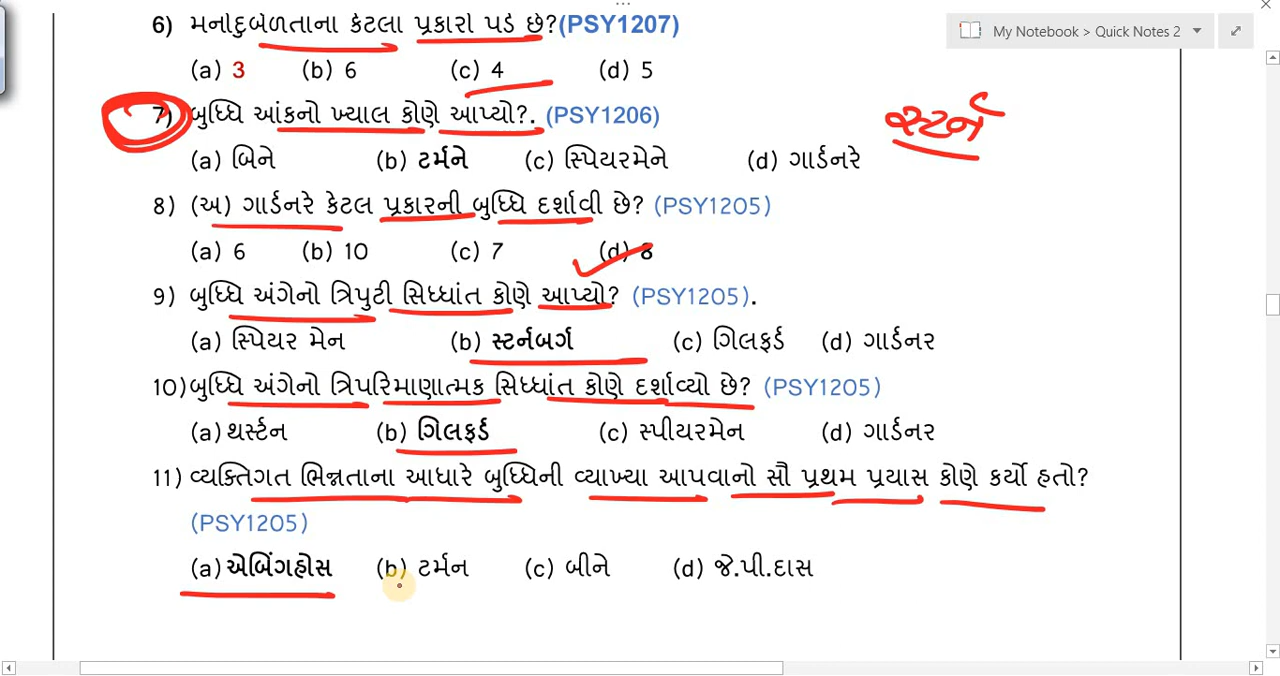 My Notebook > Quick Notes 2
6) મનોદુર્બળતાના કેટલા પ્રકારો પડે છે?(PSY1207)
(a) 3 (b) 6 (c) 4 (d) 5
7) બુધ્ધિ આંકનો ખ્યાલ કોણે આપ્યો?. (PSY1206)
સ્ટર્ન
(a) બિને (b) ટર્મને (c) સ્પિયરમેને (d) ગાર્ડનરે
8) (અ) ગાર્ડનરે કેટલ પ્રકારની બુધ્ધિ દર્શાવી છે? (PSY1205)
(a) 6 (b) 10 (c) 7 (d) 8
9) બુધ્ધિ અંગેનો ત્રિપુટી સિધ્ધાંત કોણે આપ્યો? (PSY1205).
(a) સ્પિયર મેન (b) સ્ટર્નબર્ગ (c) ગિલફર્ડ (d) ગાર્ડનર
10)બુધ્ધિ અંગેનો ત્રિપરિમાણાત્મક સિધ્ધાંત કોણે દર્શાવ્યો છે? (PSY1205)
(a) થર્સ્ટન (b) ગિલફર્ડ (c) સ્પીયરમેન (d) ગાર્ડનર
11) વ્યક્તિગત ભિન્નતાના આધારે બુધ્ધિની વ્યાખ્યા આપવાનો સૌ પ્રથમ પ્રયાસ કોણે કર્યો હતો?
(PSY1205)
(a) એબિંગહોસ (b) ટર્મન (c) બીને (d) જે.પી.દાસ